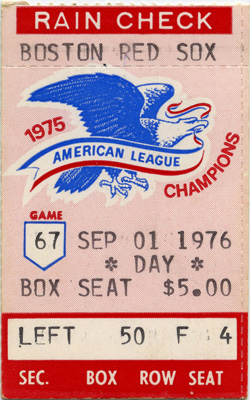 RAIN CHECK
BOSTON RED SOX
1975
AMERICAN LEAGUE
CHAMPIONS
GAME
67 SEP 01 1976
* DAY *
BOX SEAT $5.00
LEFT 50 F 4
SEC. BOX ROW SEAT